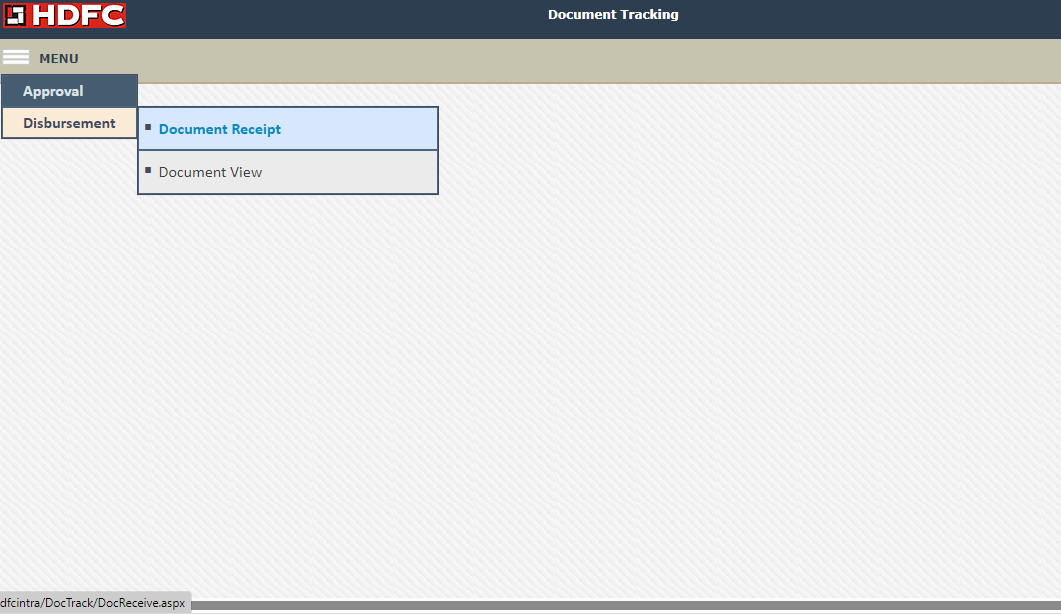 HDFC
Document Tracking
MENU
Approval
Disbursement
Document Receipt
Document View
dfcintra/DocTrack/DocReceive.aspx